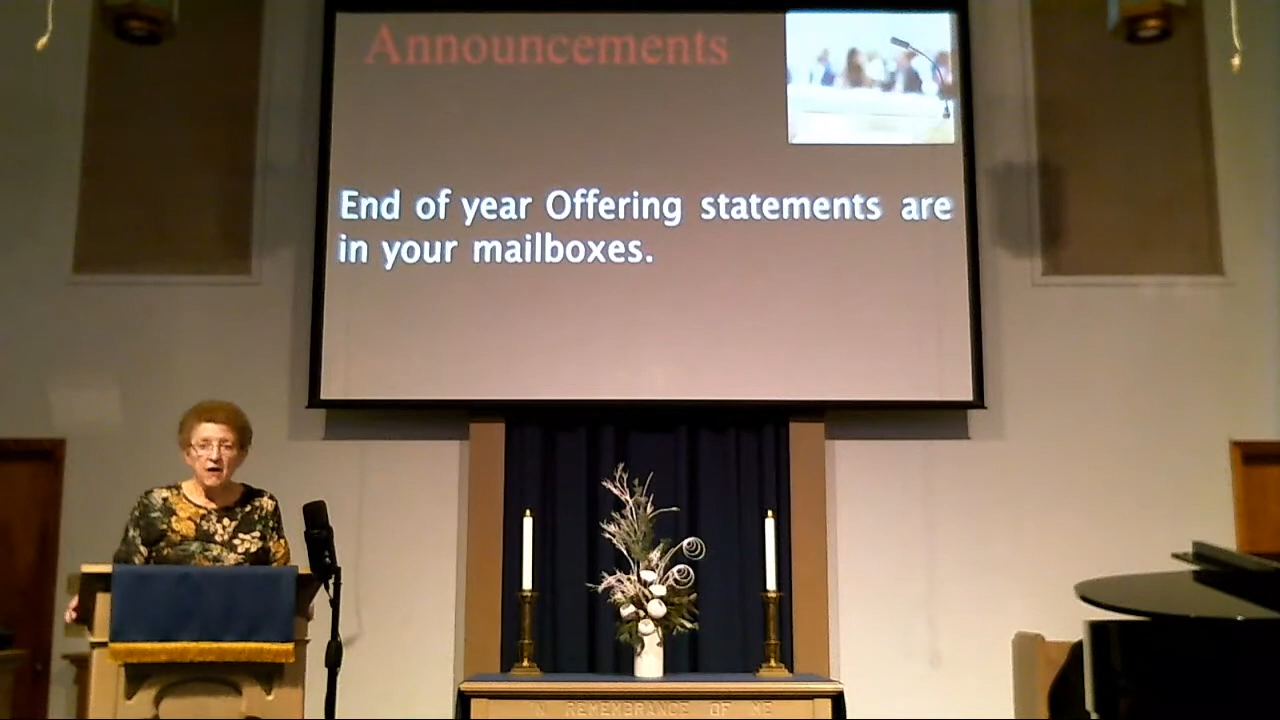 Announcements
End of year Offering statements are
in your mailboxes.
IN REMEMBRANCE OF ME